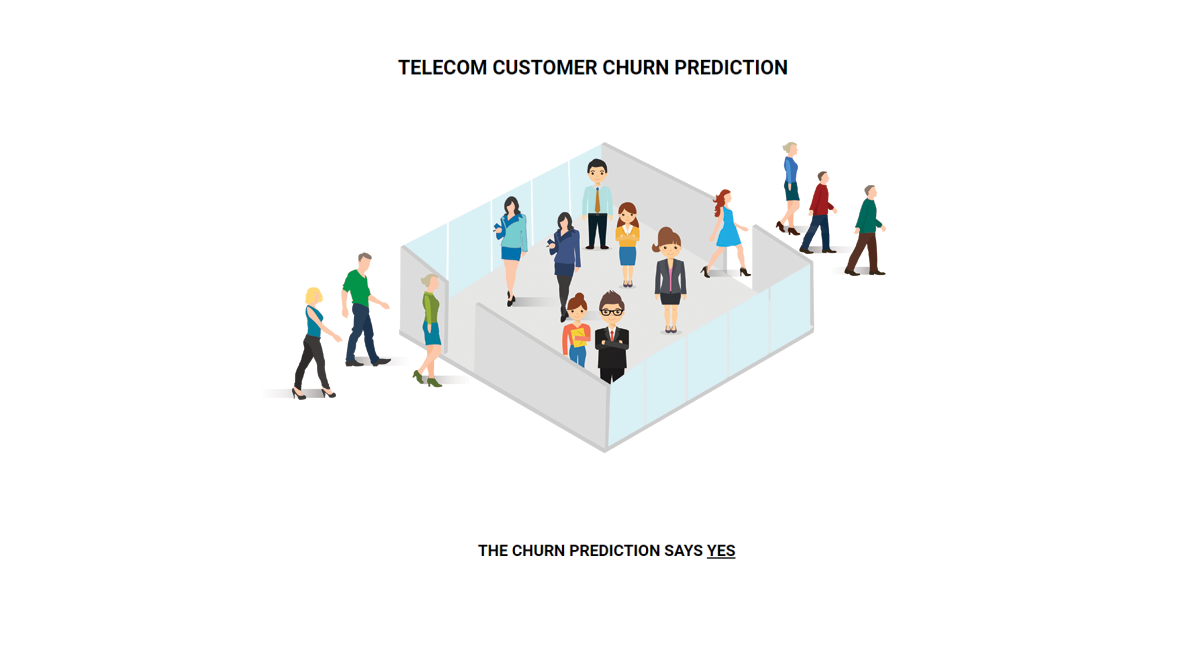 TELECOM CUSTOMER CHURN PREDICTION
THE CHURN PREDICTION SAYS YES